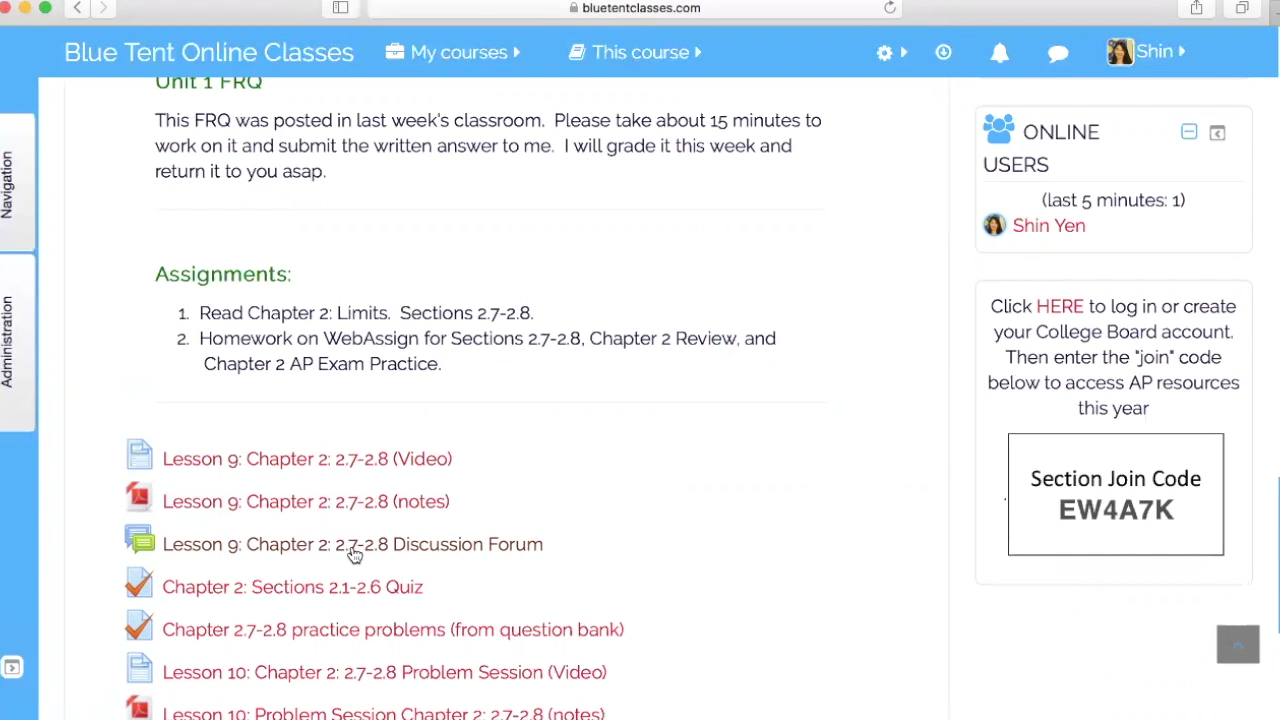 bluetentclasses.com
Blue Tent Online Classes
My courses
This course
Shin
Navigation
Administration
Unit 1 FRQ
This FRQ was posted in last week's classroom. Please take about 15 minutes to
work on it and submit the written answer to me. I will grade it this week and
return it to you asap.
Assignments:
1. Read Chapter 2: Limits. Sections 2.7-2.8.
2. Homework on WebAssign for Sections 2.7-2.8, Chapter 2 Review, and
Chapter 2 AP Exam Practice.
Lesson 9: Chapter 2: 2.7-2.8 (Video)
Lesson 9: Chapter 2: 2.7-2.8 (notes)
Lesson 9: Chapter 2: 2.7-2.8 Discussion Forum
Chapter 2: Sections 2.1-2.6 Quiz
Chapter 2.7-2.8 practice problems (from question bank)
Lesson 10: Chapter 2: 2.7-2.8 Problem Session (Video)
Lesson 10: Problem Session Chapter 2: 2.7-2.8 (notes)
ONLINE
USERS
(last 5 minutes: 1)
Shin Yen
Click HERE to log in or create
your College Board account.
Then enter the "join" code
below to access AP resources
this year
Section Join Code
EW4A7K